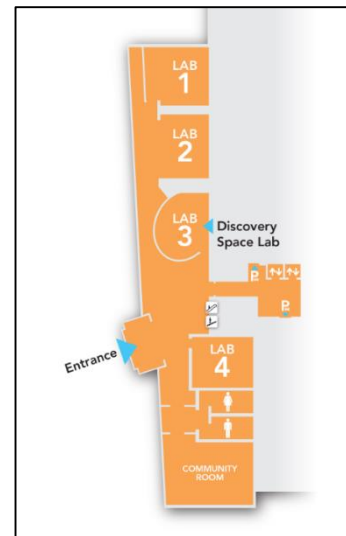 LAB
1
LAB
2
LAB
3
Discovery
Space Lab
P
P
Entrance
LAB
4
COMMUNITY
ROOM